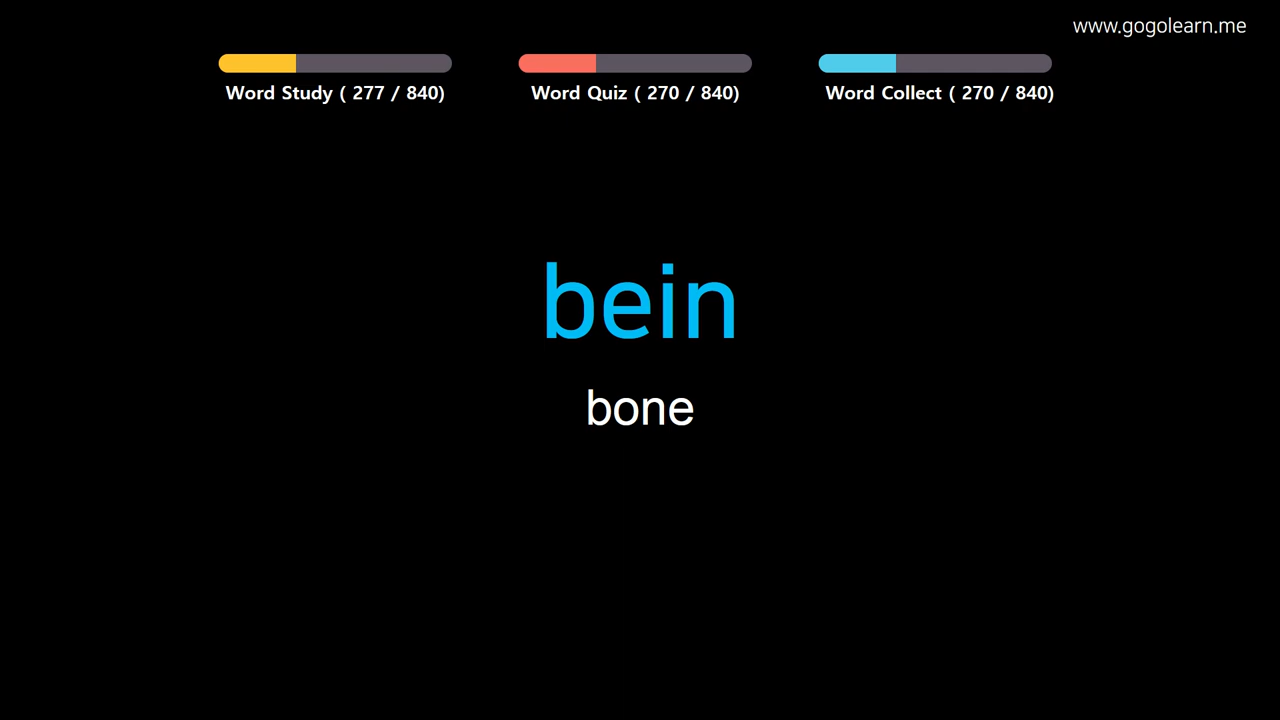 www.gogolearn.me
Word Study ( 277 / 840)
Word Quiz ( 270 / 840)
Word Collect ( 270 / 840)
bein
bone